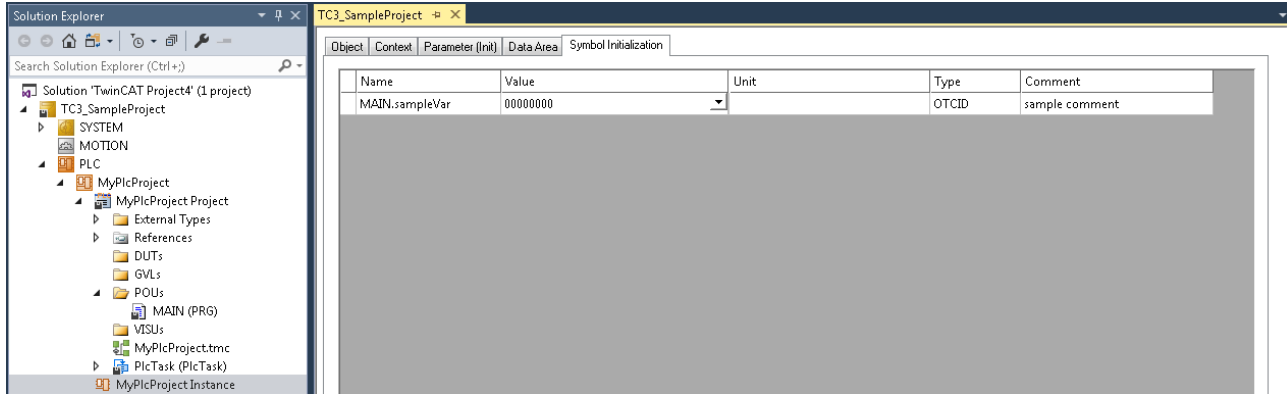 Solution Explorer
Search Solution Explorer (Ctrl+;)
Solution 'TwinCAT Project4' (1 project)
TC3_SampleProject
SYSTEM
MOTION
PLC
MyPlcProject
MyPlcProject Project
External Types
References
DUTs
GVLs
POUs
MAIN (PRG)
VISUs
MyPlcProject.tmc
PlcTask (PlcTask)
MyPlcProject Instance
TC3_SampleProject
Object Context Parameter (Init) Data Area Symbol Initialization
Name Value Unit Type Comment
MAIN.sampleVar 00000000 OTCID sample comment